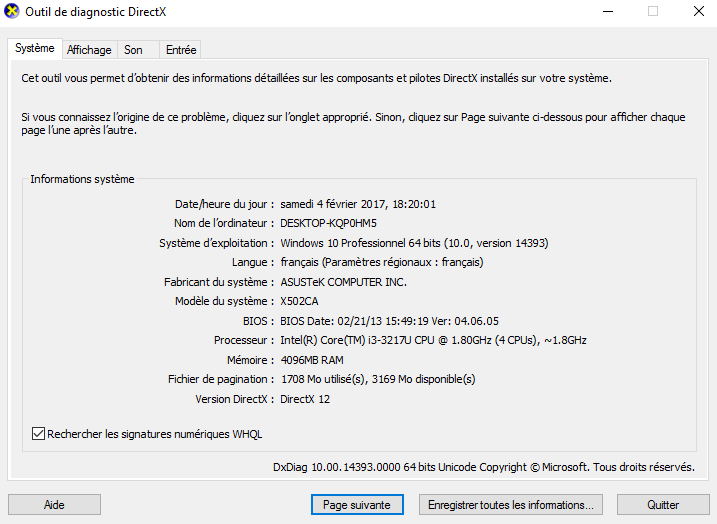 Outil de diagnostic DirectX
Système Affichage Son Entrée
Cet outil vous permet d'obtenir des informations détaillées sur les composants et pilotes DirectX installés sur votre système.
Si vous connaissez l'origine de ce problème, cliquez sur l'onglet approprié. Sinon, cliquez sur Page suivante ci-dessous pour afficher chaque
page l'une après l'autre.
Informations système
Date/heure du jour : samedi 4 février 2017, 18:20:01
Nom de l'ordinateur : DESKTOP-KQP0HM5
Système d'exploitation : Windows 10 Professionnel 64 bits (10.0, version 14393)
Langue : français (Paramètres régionaux : français)
Fabricant du système : ASUSTeK COMPUTER INC.
Modèle du système : X502CA
BIOS : BIOS Date: 02/21/13 15:49:19 Ver: 04.06.05
Processeur : Intel(R) Core(TM) i3-3217U CPU @ 1.80GHz (4 CPUs), ~1.8GHz
Mémoire : 4096MB RAM
Fichier de pagination : 1708 Mo utilisé(s), 3169 Mo disponible(s)
Version DirectX : DirectX 12
Rechercher les signatures numériques WHQL
DxDiag 10.00.14393.0000 64 bits Unicode Copyright © Microsoft. Tous droits réservés.
Aide Page suivante Enregistrer toutes les informations... Quitter